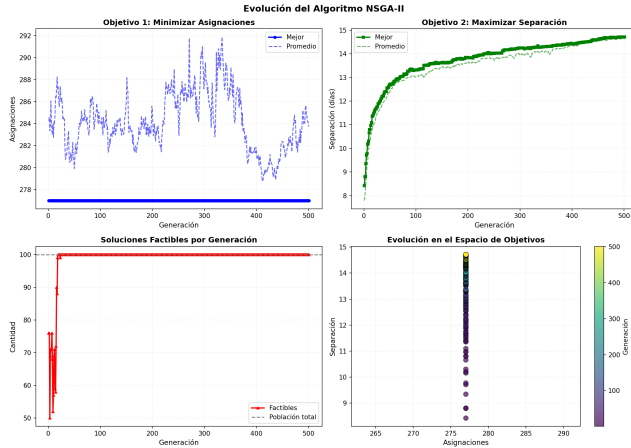 Evolución del Algoritmo NSGA-II
Objetivo 1: Minimizar Asignaciones
292
290
288
286
284
282
280
278
Asignaciones
Mejor
Promedio
0
100
200
300
400
500
Generación
Objetivo 2: Maximizar Separación
15
14
13
12
11
10
9
8
Separación (días)
Mejor
Promedio
0
100
200
300
400
500
Generación
Soluciones Factibles por Generación
100
90
80
70
60
50
Cantidad
Factibles
Población total
0
100
200
300
400
500
Generación
Evolución en el Espacio de Objetivos
15
14
13
12
11
10
9
Separación
265
270
275
280
285
290
Asignaciones
500
400
300
200
100
Generación